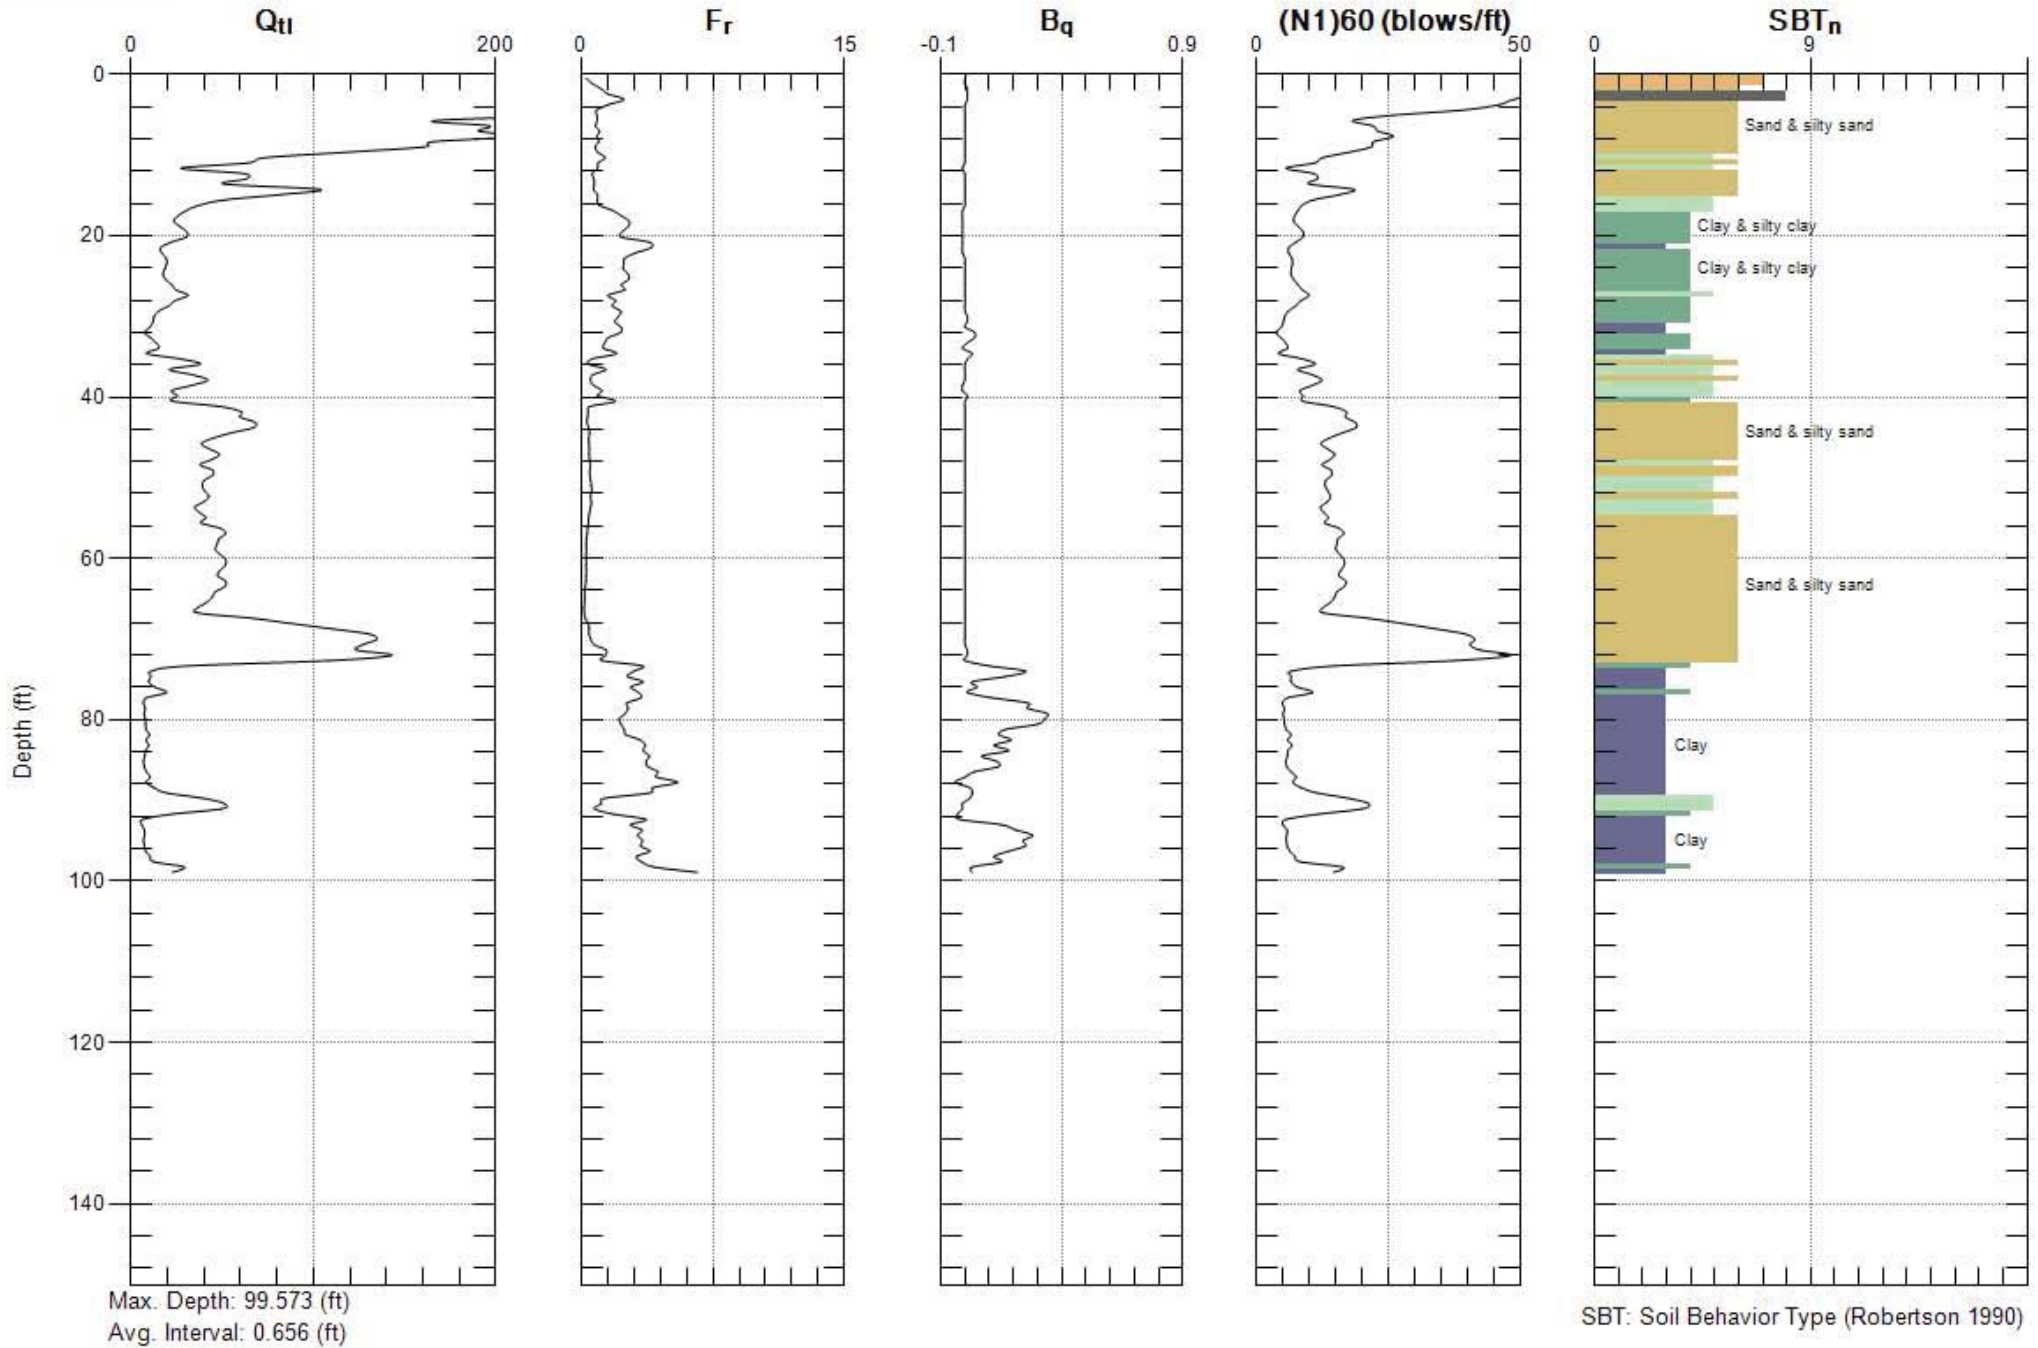 Qtl Fr Bq (N1)60 (blows/ft) SBTn
0 200 0 15 -0.1 0.9 0 50 0 9
0
Sand & silty sand
20
Clay & silty clay
Clay & silty clay
40
Sand & silty sand
60
Sand & silty sand
Depth (ft)
80
Clay
Clay
100
120
140
Max. Depth: 99.573 (ft)
Avg. Interval: 0.656 (ft)
SBT: Soil Behavior Type (Robertson 1990)